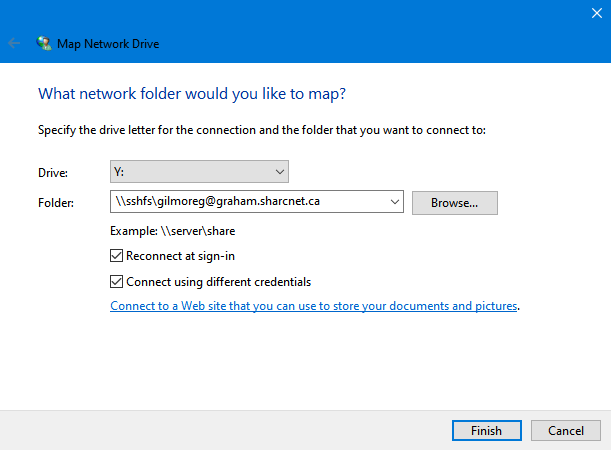 Map Network Drive
What network folder would you like to map?
Specify the drive letter for the connection and the folder that you want to connect to:
Drive: Y:
Folder: \\sshfs\gilmoreg@graham.sharcnet.ca Browse...
Example: \\server\share
Reconnect at sign-in
Connect using different credentials
Connect to a Web site that you can use to store your documents and pictures.
Finish Cancel